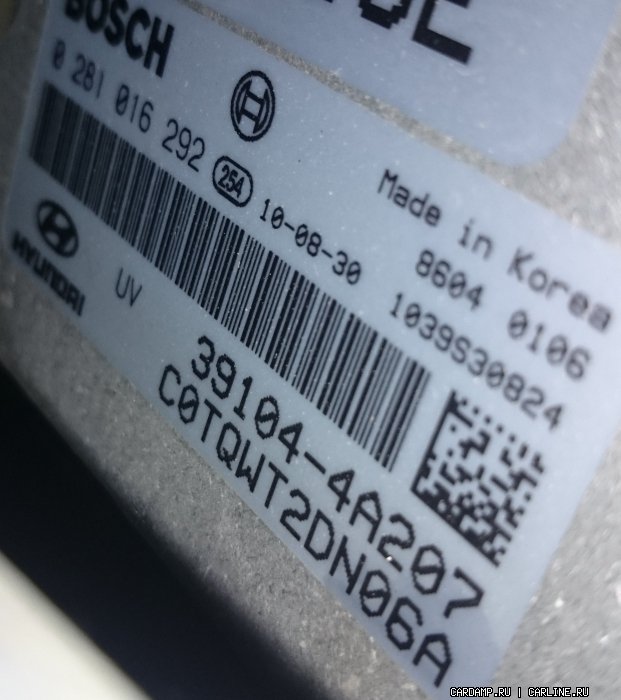 BOSCH
0 281 016 292
254
10-08-30
Made in Korea
8604 0106
1039S30824
HYUNDAI
UV
39104-4A207
C0TQWT2DN06A
CARDAMP.RU | CARLINE.RU